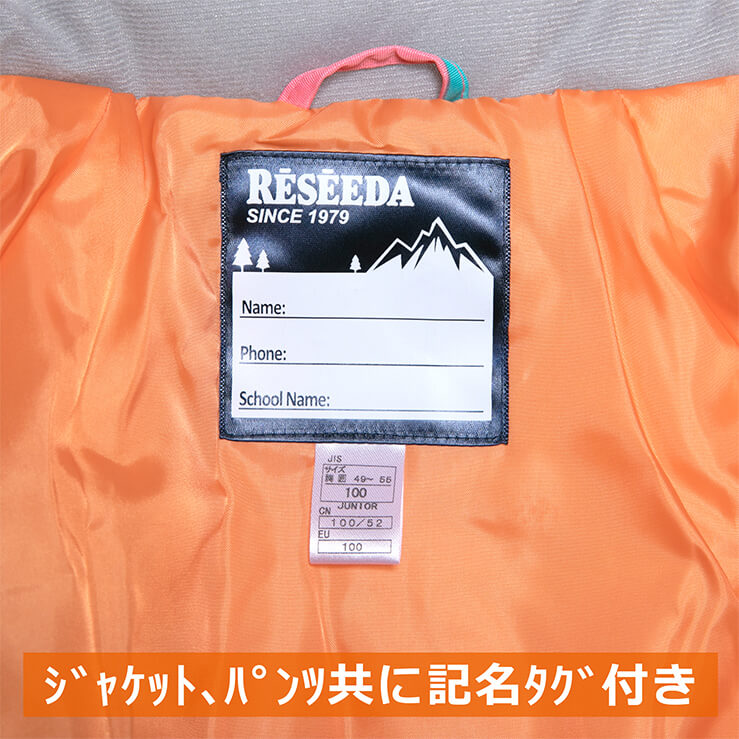 RĒSĒEDA
SINCE 1979
Name:
Phone:
School Name:
JIS
サイズ
胸囲 49~ 55
100
JUNIOR
CN
100/52
EU
100
ｼﾞｬｹｯﾄ､ﾊﾟﾝﾂ共に記名ﾀｸﾞ付き